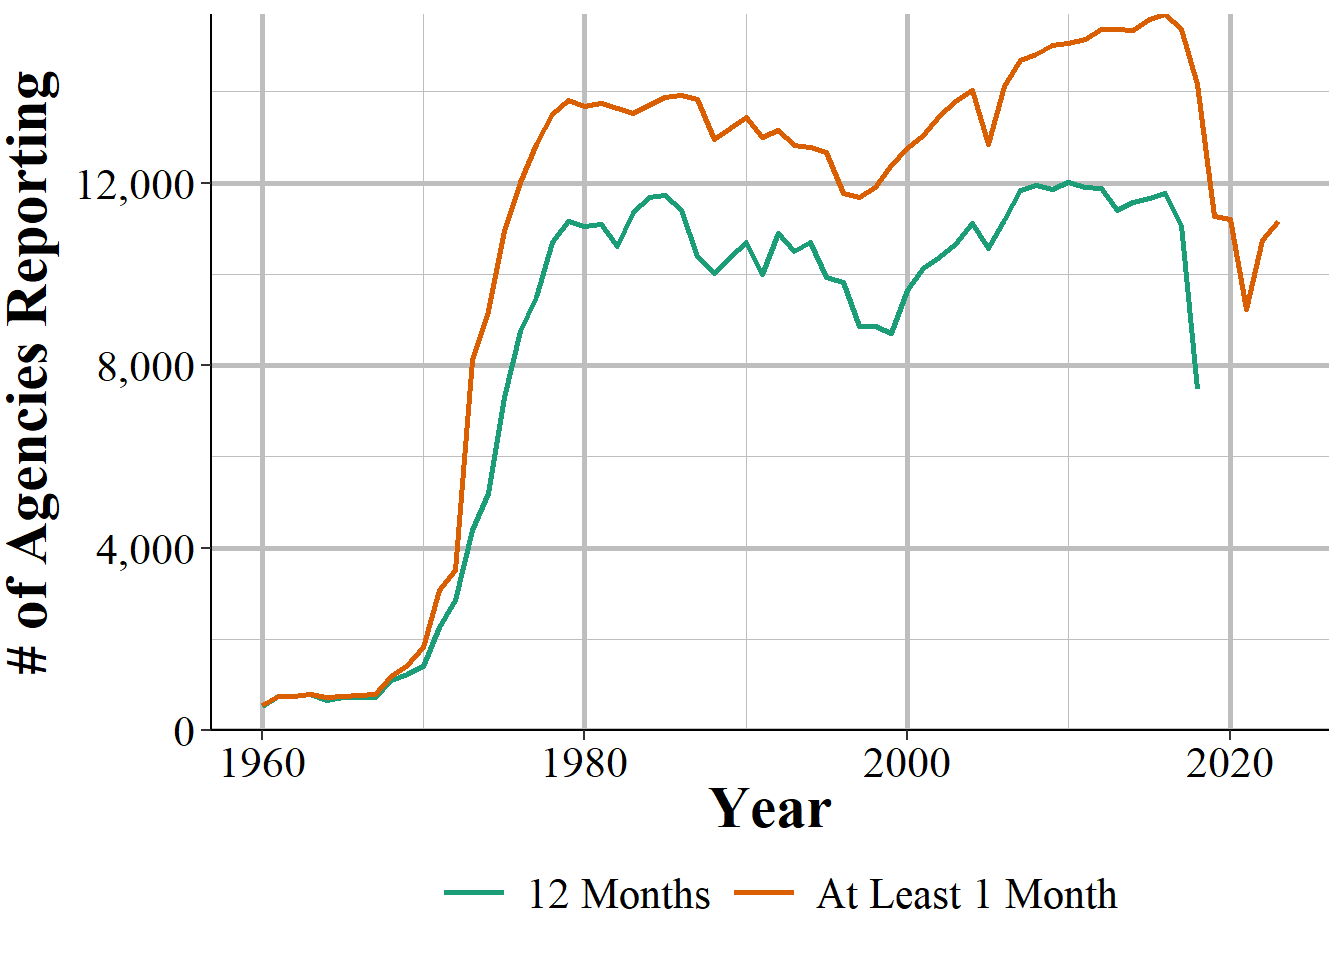 # of Agencies Reporting
12,000
8,000
4,000
0
1960 1980 2000 2020
Year
12 Months At Least 1 Month